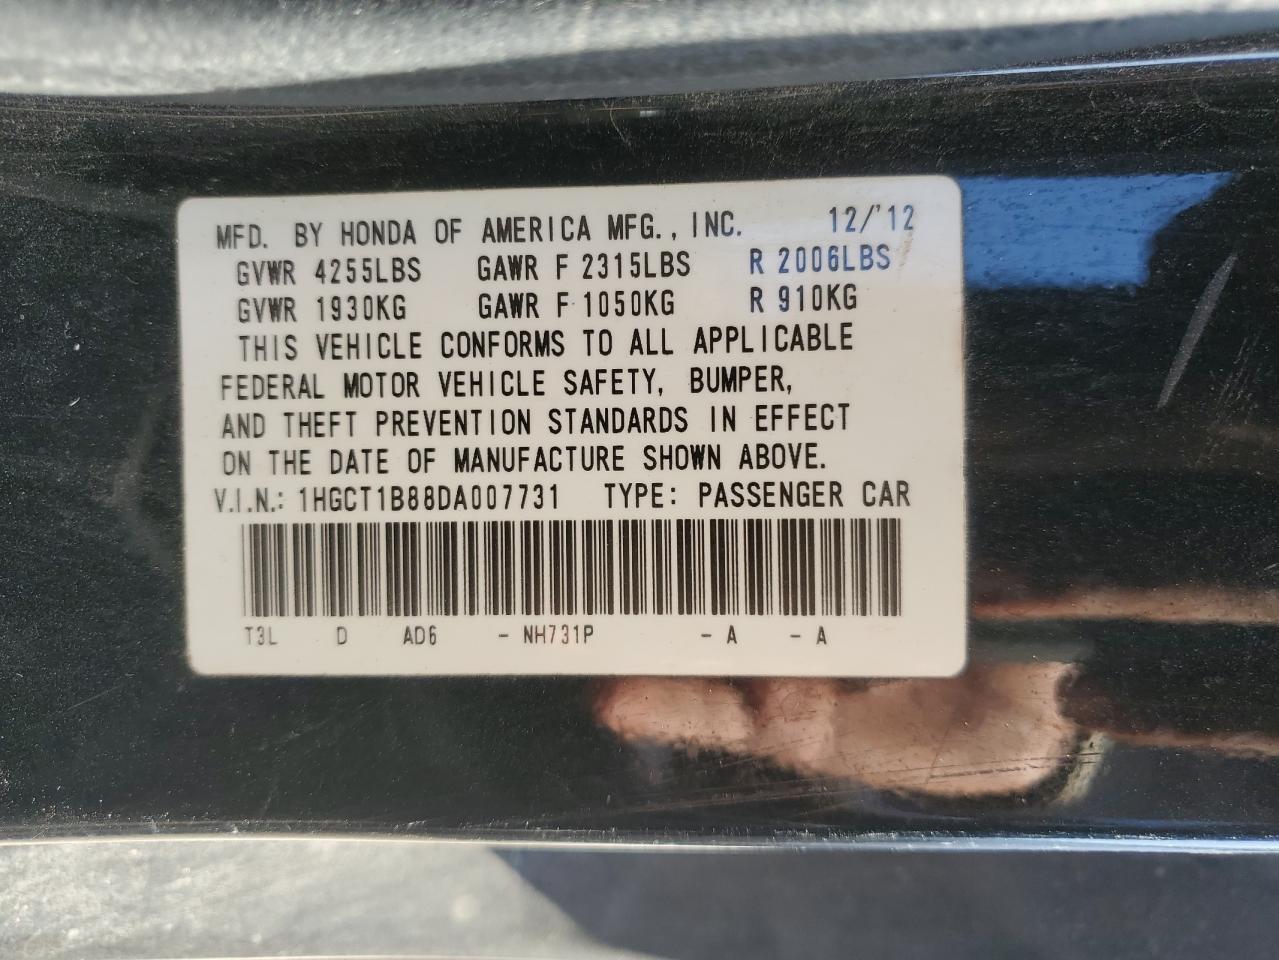 MFD. BY HONDA OF AMERICA MFG., INC. 12/'12
GVWR 4255LBS GAWR F 2315LBS R 2006LBS
GVWR 1930KG GAWR F 1050KG R 910KG
THIS VEHICLE CONFORMS TO ALL APPLICABLE
FEDERAL MOTOR VEHICLE SAFETY, BUMPER,
AND THEFT PREVENTION STANDARDS IN EFFECT
ON THE DATE OF MANUFACTURE SHOWN ABOVE.
V.I.N.: 1HGCT1B88DA007731 TYPE: PASSENGER CAR
T3L D AD6 - NH731P - A - A